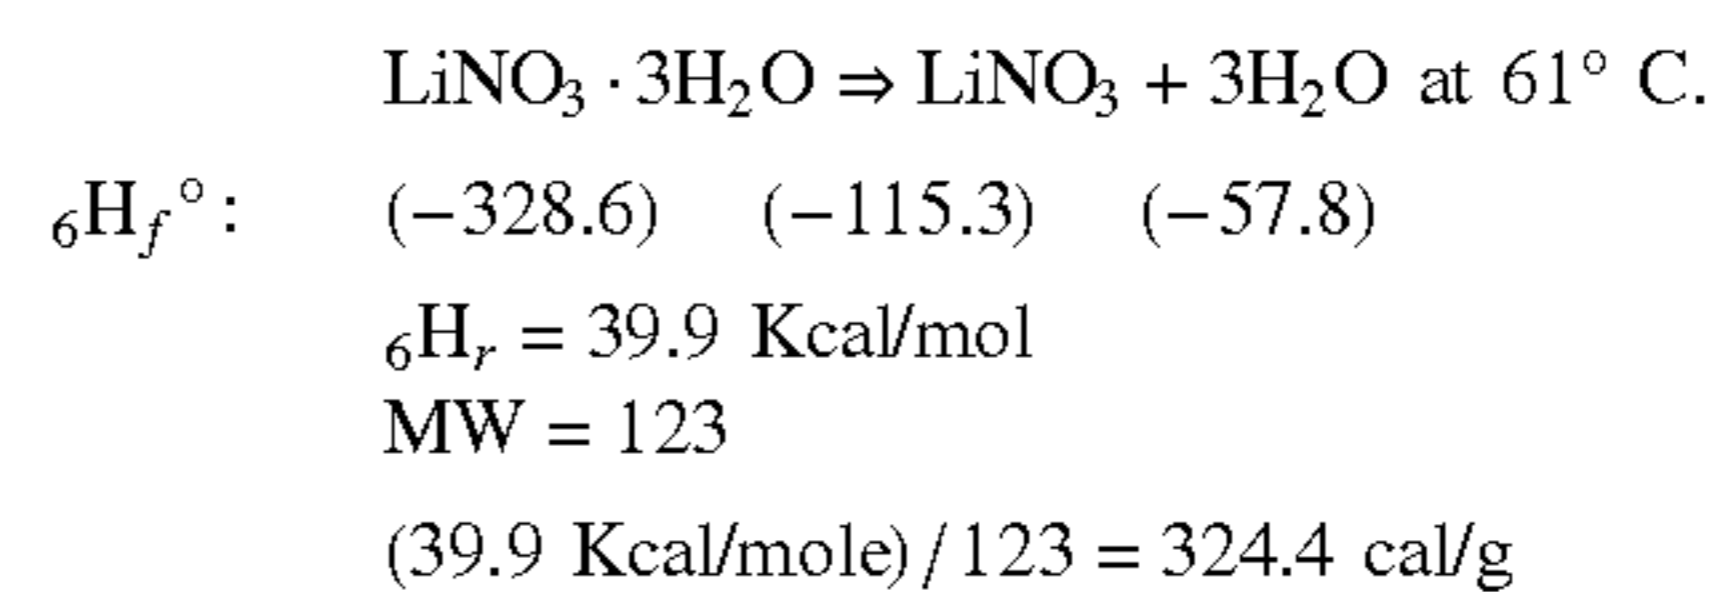 LiNO₃ · 3H₂O ⇒ LiNO₃ + 3H₂O at 61° C.
₆H_f°: (−328.6) (−115.3) (−57.8)
₆Hᵣ = 39.9 Kcal/mol
MW = 123
(39.9 Kcal/mole)/123 = 324.4 cal/g